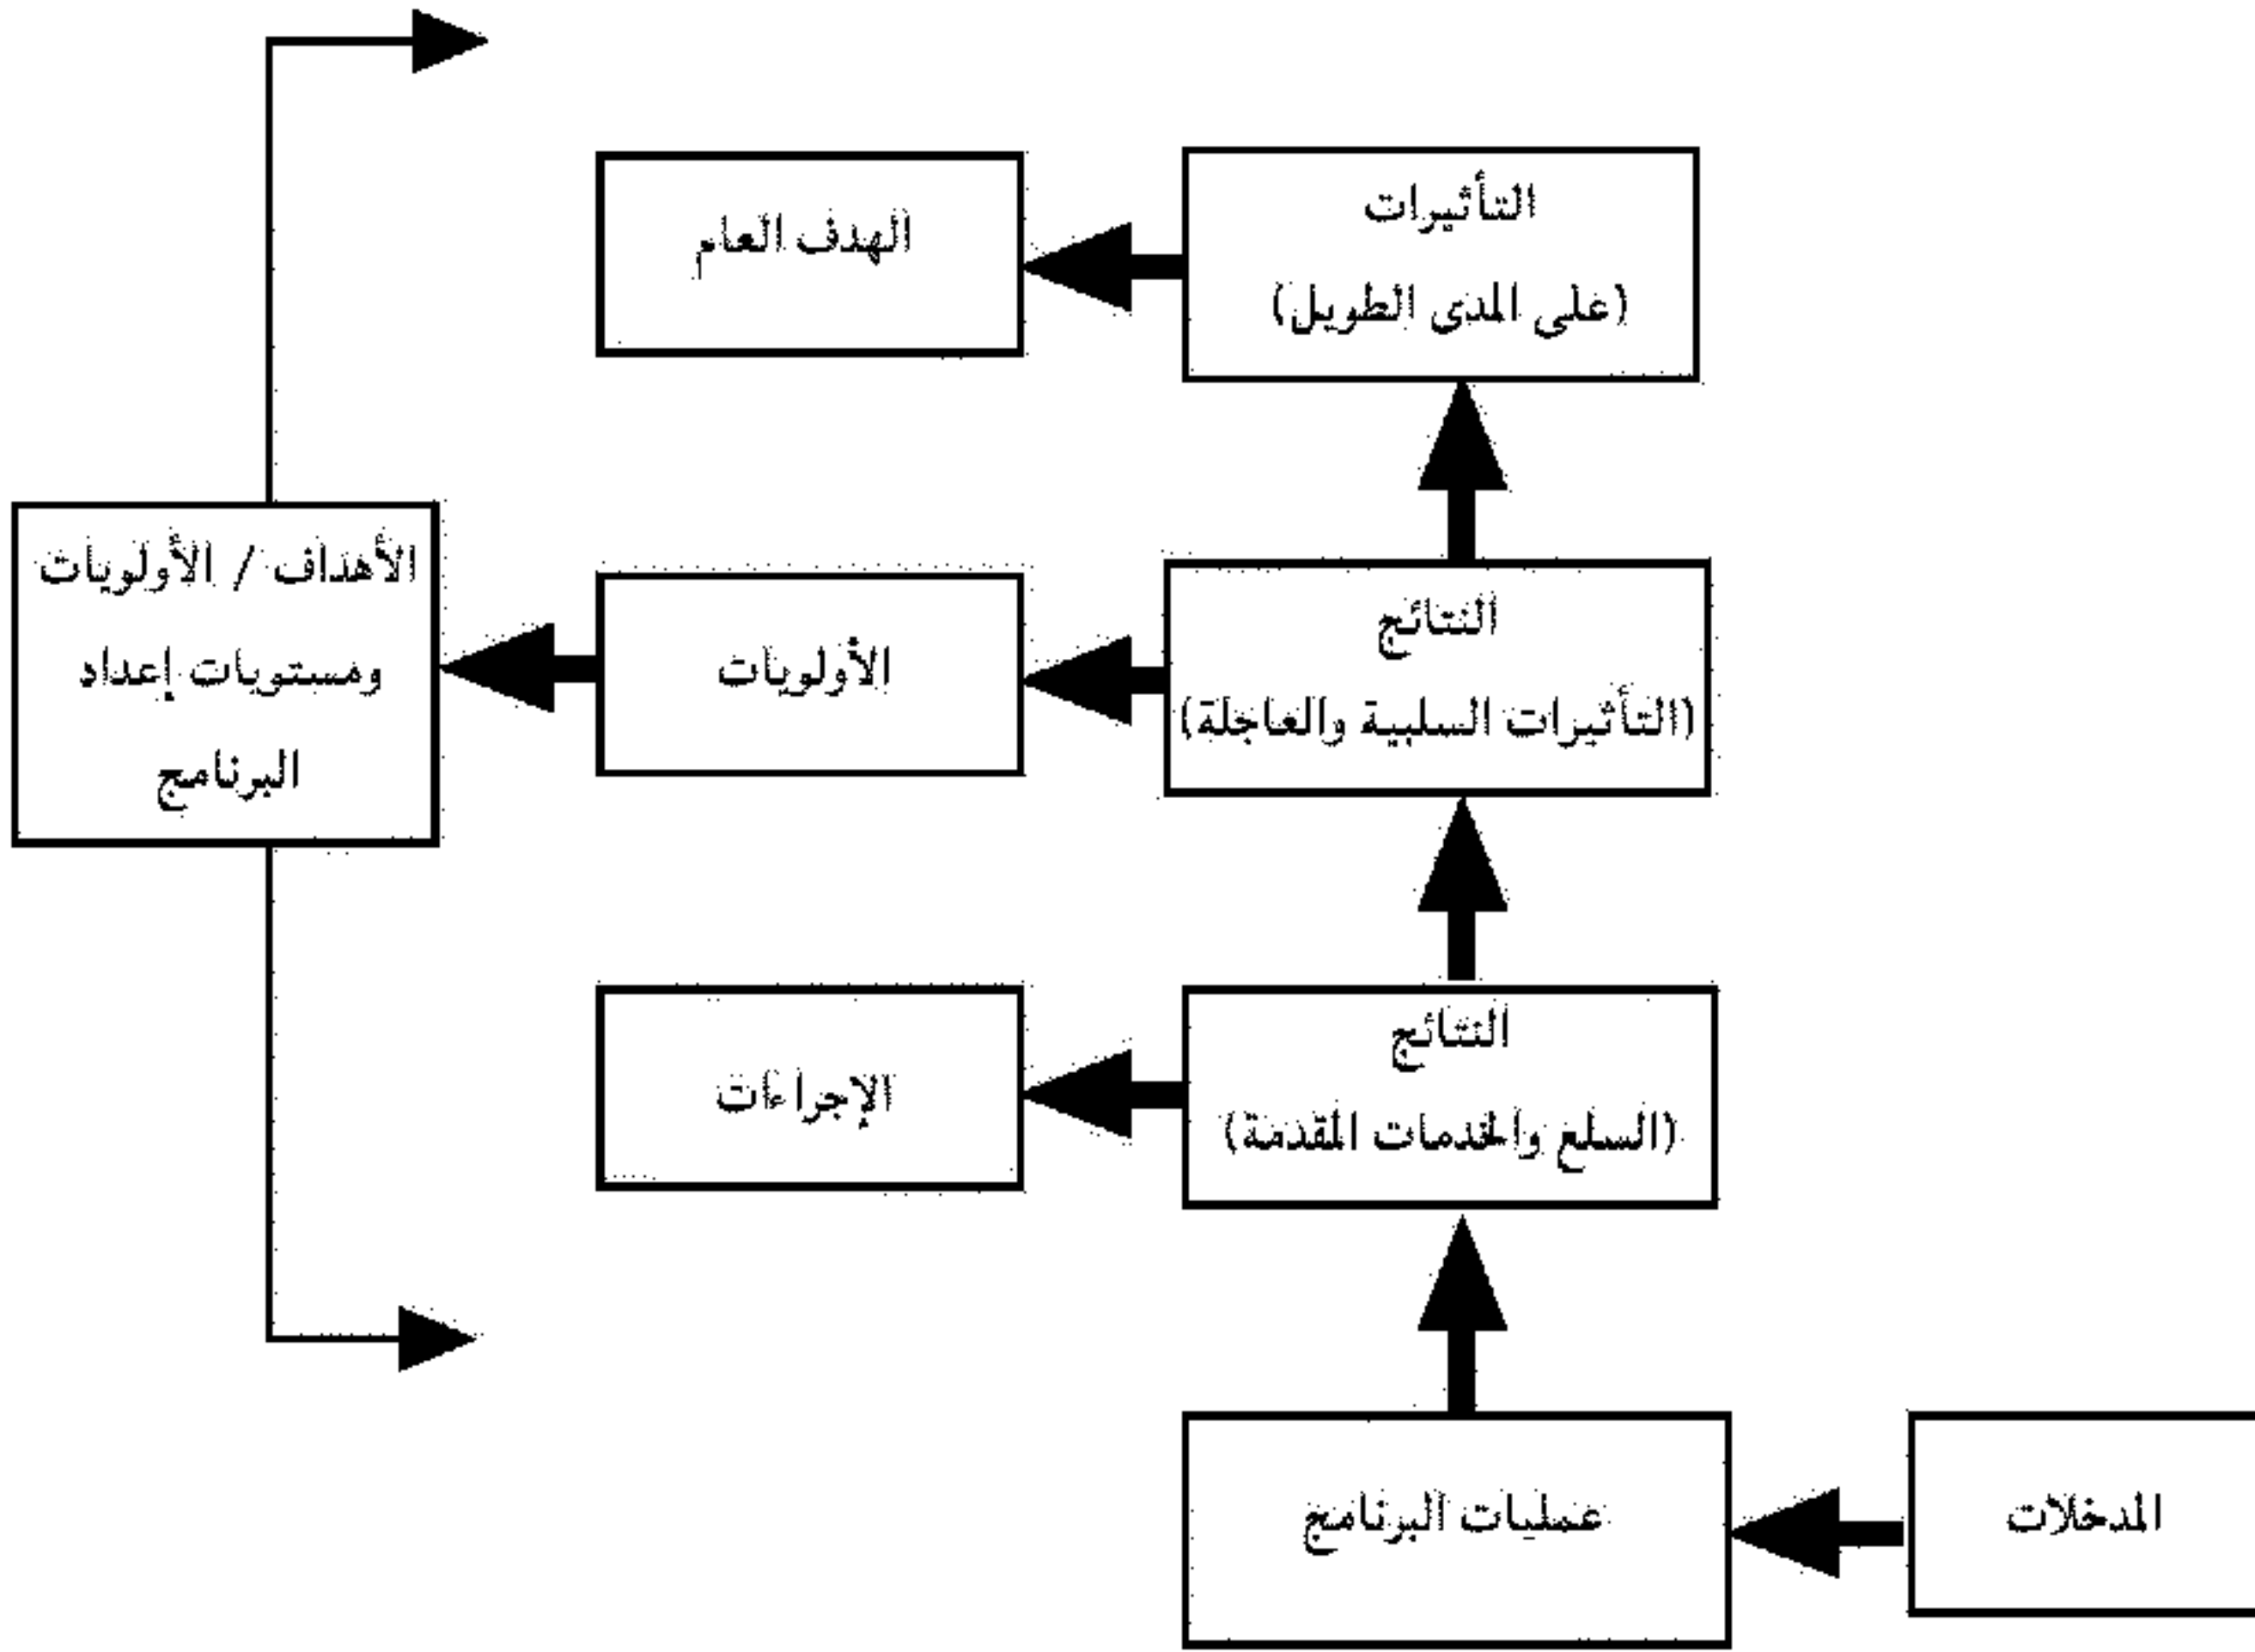 التأثيرات
(على المدى الطويل)
الهدف العام
النتائج
(التأثيرات السلبية والعاجلة)
الأولويات
الأهداف / الأولويات
ومستويات إعداد
البرنامج
النتائج
(السلع والخدمات المقدمة)
الإجراءات
المدخلات
عمليات البرنامج